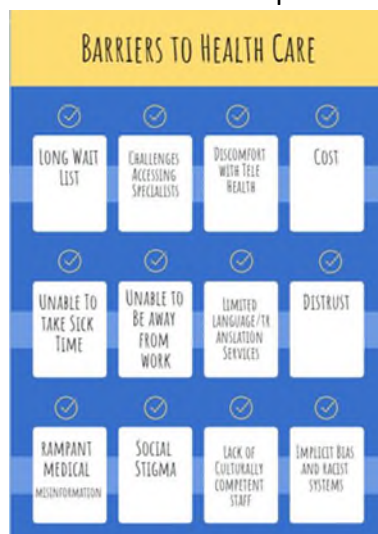 BARRIERS TO HEALTH CARE
LONG WAIT
LIST
CHALLENGES
ACCESSING
SPECIALISTS
DISCOMFORT
WITH TELE
HEALTH
COST
UNABLE TO
TAKE SICK
TIME
UNABLE TO
BE AWAY
FROM
WORK
LIMITED
LANGUAGE/TR
ANSLATION
SERVICES
DISTRUST
RAMPANT
MEDICAL
MISINFORMATION
SOCIAL
STIGMA
LACK OF
CULTURALLY
COMPETENT
STAFF
IMPLICIT BIAS
AND RACIST
SYSTEMS